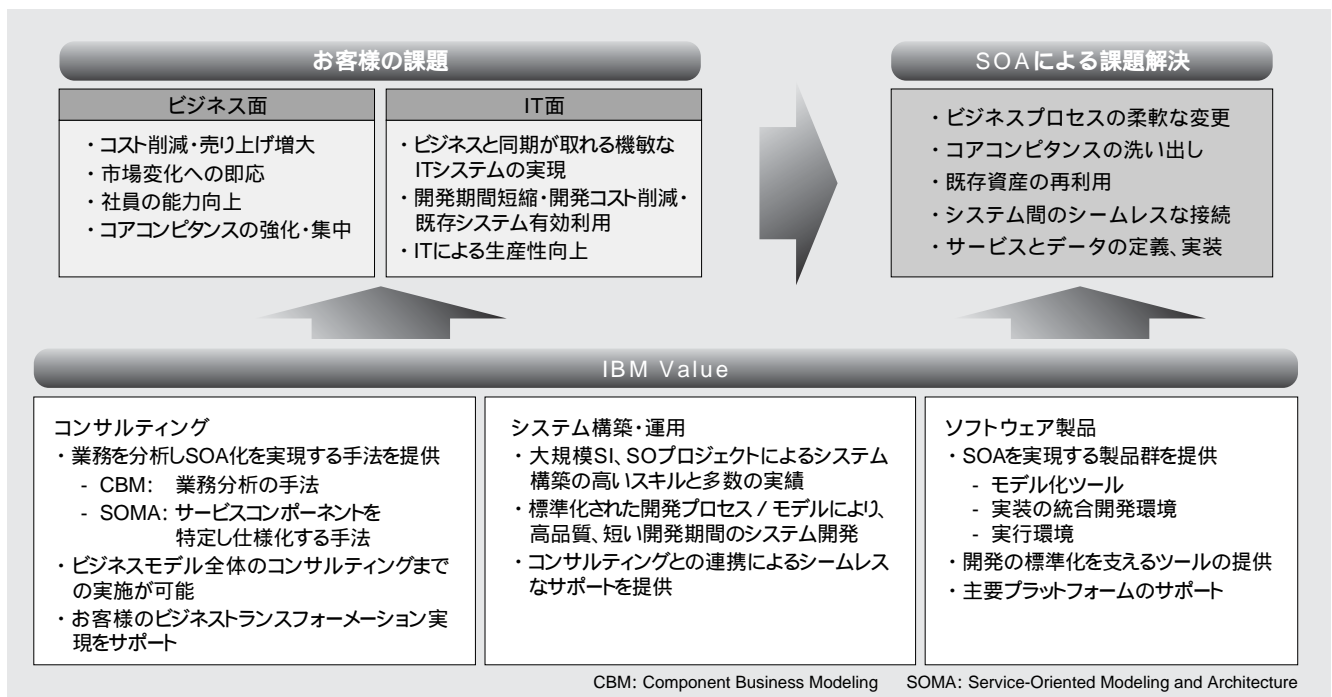 お客様の課題
ビジネス面
・コスト削減・売り上げ増大
・市場変化への即応
・社員の能力向上
・コアコンピタンスの強化・集中
IT面
・ビジネスと同期が取れる機敏な
ITシステムの実現
・開発期間短縮・開発コスト削減・
既存システム有効利用
・ITによる生産性向上
SOAによる課題解決
・ビジネスプロセスの柔軟な変更
・コアコンピタンスの洗い出し
・既存資産の再利用
・システム間のシームレスな接続
・サービスとデータの定義、実装
IBM Value
コンサルティング
・業務を分析しSOA化を実現する手法を提供
- CBM: 業務分析の手法
- SOMA: サービスコンポーネントを
特定し仕様化する手法
・ビジネスモデル全体のコンサルティングまで
の実施が可能
・お客様のビジネストランスフォーメーション実
現をサポート
システム構築・運用
・大規模SI、SOプロジェクトによるシステム
構築の高いスキルと多数の実績
・標準化された開発プロセス / モデルにより、
高品質、短い開発期間のシステム開発
・コンサルティングとの連携によるシームレス
なサポートを提供
ソフトウェア製品
・SOAを実現する製品群を提供
- モデル化ツール
- 実装の統合開発環境
- 実行環境
・開発の標準化を支えるツールの提供
・主要プラットフォームのサポート
CBM: Component Business Modeling SOMA: Service-Oriented Modeling and Architecture